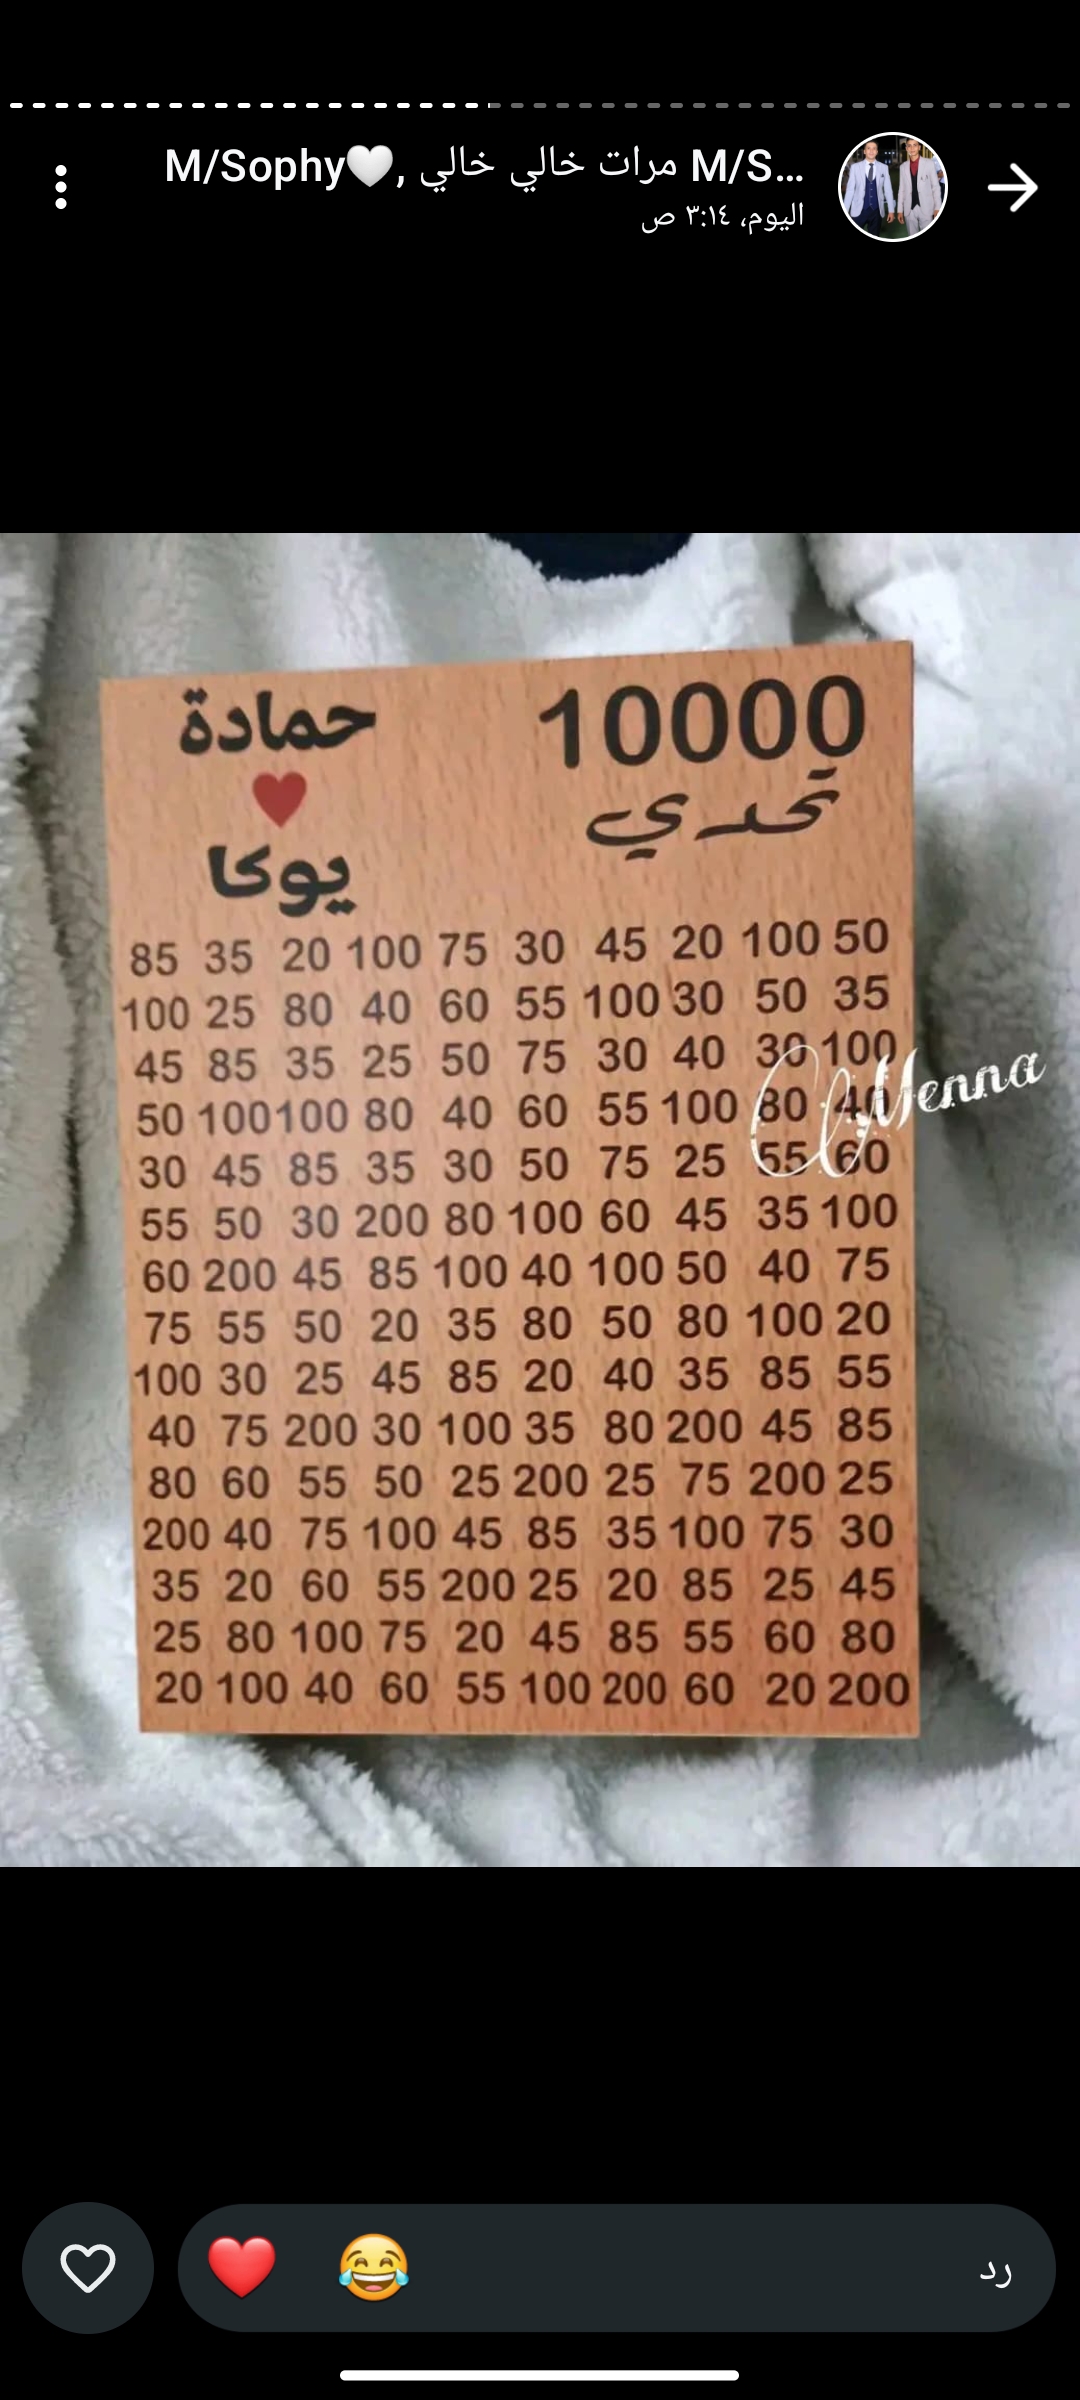 M/Sophy🤍, مرات خالي خالي M/S...
اليوم، ٣:١٤ ص
حمادة
❤
يوكا
10000
تحدي
85 35 20 100 75 30 45 20 100 50
100 25 80 40 60 55 100 30 50 35
45 85 35 25 50 75 30 40 30 100
50 100 100 80 40 60 55 100 80 40
30 45 85 35 30 50 75 25 55 60
55 50 30 200 80 100 60 45 35 100
60 200 45 85 100 40 100 50 40 75
75 55 50 20 35 80 50 80 100 20
100 30 25 45 85 20 40 35 85 55
40 75 200 30 100 35 80 200 45 85
80 60 55 50 25 200 25 75 200 25
200 40 75 100 45 85 35 100 75 30
35 20 60 55 200 25 20 85 25 45
25 80 100 75 20 45 85 55 60 80
20 100 40 60 55 100 200 60 20 200
Menna
رد